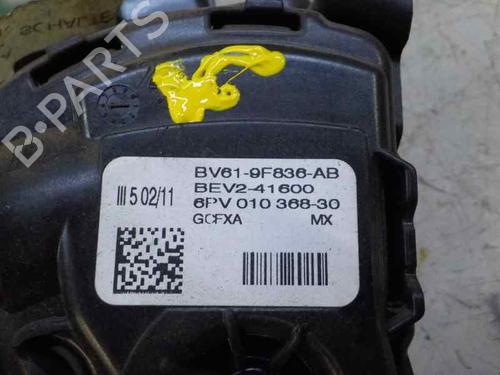 BV61-9F836-AB
BEV2-41600
III 5 02/11
6PV 010 368-30
GCFXA MX
B-PARTS